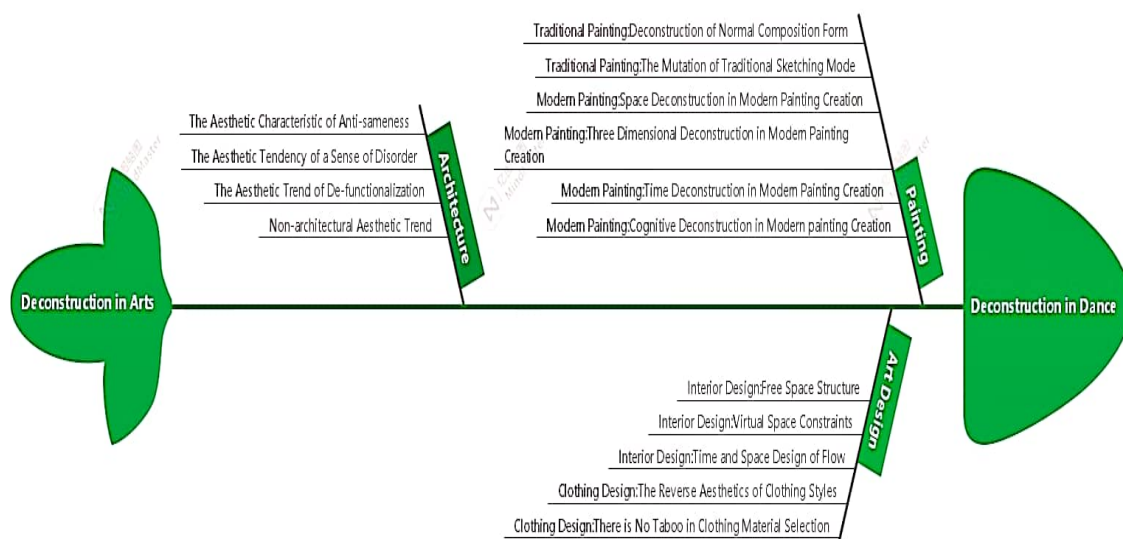 Traditional Painting:Deconstruction of Normal Composition Form
Traditional Painting:The Mutation of Traditional Sketching Mode
Modern Painting:Space Deconstruction in Modern Painting Creation
Modern Painting:Three Dimensional Deconstruction in Modern Painting
Creation
Modern Painting:Time Deconstruction in Modern Painting Creation
Modern Painting:Cognitive Deconstruction in Modern painting Creation
Painting
The Aesthetic Characteristic of Anti-sameness
The Aesthetic Tendency of a Sense of Disorder
The Aesthetic Trend of De-functionalization
Non-architectural Aesthetic Trend
Architecture
Deconstruction in Arts
Deconstruction in Dance
Interior Design:Free Space Structure
Interior Design:Virtual Space Constraints
Interior Design:Time and Space Design of Flow
Clothing Design:The Reverse Aesthetics of Clothing Styles
Clothing Design:There is No Taboo in Clothing Material Selection
Art Design